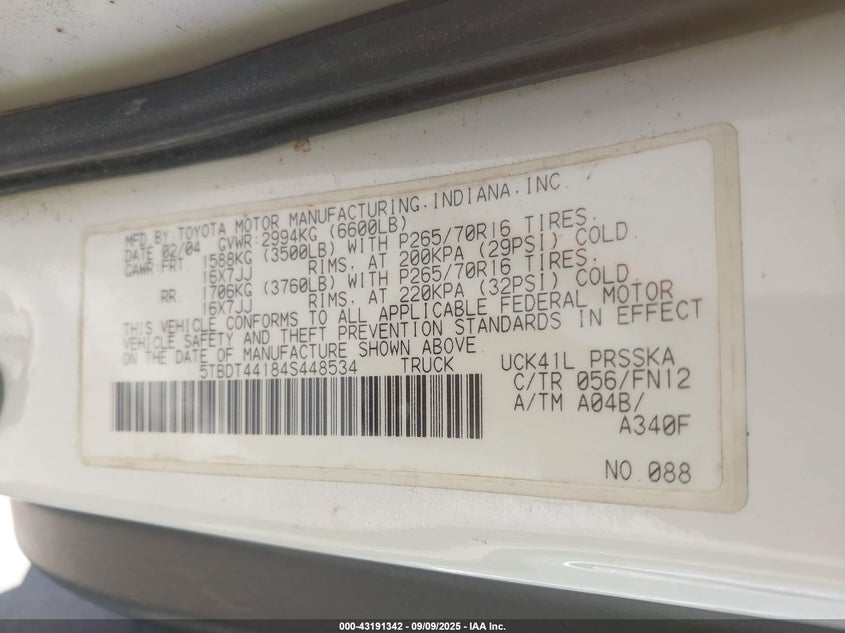 MFD.BY:TOYOTA MOTOR MANUFACTURING.INDIANA.INC.
DATE 02/04 GVWR:2994KG (6600LB)
GAWR:FRT 1588KG (3500LB) WITH P265/70R16 TIRES.
16X7JJ RIMS. AT 200KPA (29PSI) COLD.
RR. 1706KG (3760LB) WITH P265/70R16 TIRES.
16X7JJ RIMS. AT 220KPA (32PSI) COLD.
THIS VEHICLE CONFORMS TO ALL APPLICABLE FEDERAL MOTOR
VEHICLE SAFETY AND THEFT PREVENTION STANDARDS IN EFFECT
ON THE DATE OF MANUFACTURE SHOWN ABOVE.
5TBDT44184S448534 TRUCK UCK41L PRSSKA
C/TR 056/FN12
A/TM A04B/
A340F
NO.088
000-43191342 | 09/09/2025 - IAA Inc.